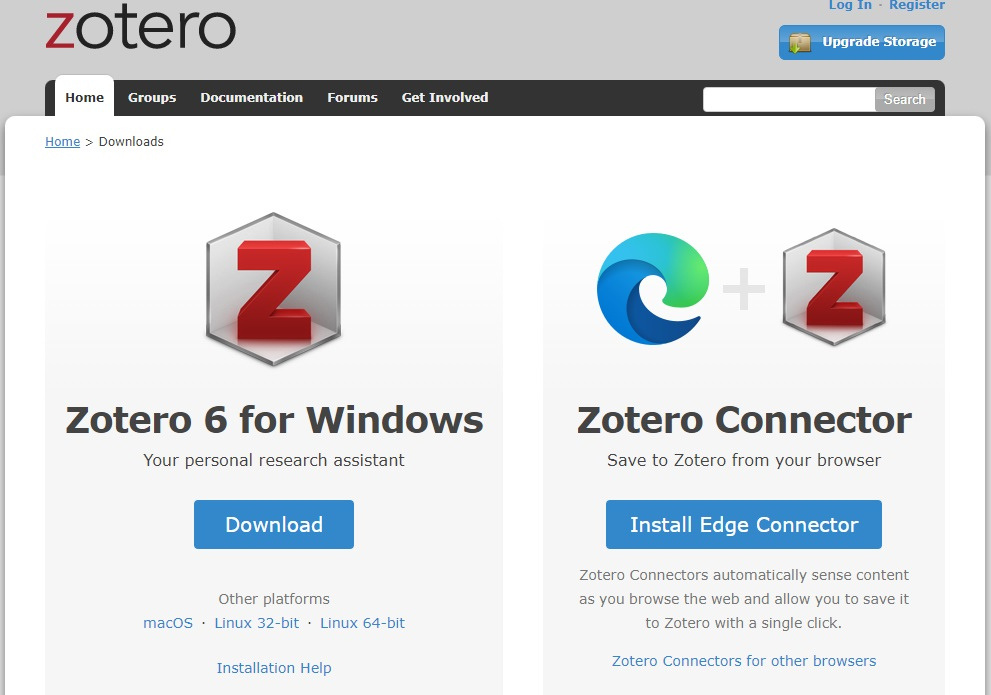 zotero
Log In · Register
Upgrade Storage
Home Groups Documentation Forums Get Involved Search
Home > Downloads
Z
Z
Zotero 6 for Windows
Your personal research assistant
Download
Other platforms
macOS · Linux 32-bit · Linux 64-bit
Installation Help
Zotero Connector
Save to Zotero from your browser
Install Edge Connector
Zotero Connectors automatically sense content
as you browse the web and allow you to save it
to Zotero with a single click.
Zotero Connectors for other browsers